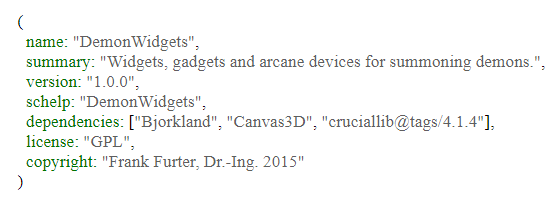 (
name: "DemonWidgets",
summary: "Widgets, gadgets and arcane devices for summoning demons.",
version: "1.0.0",
schelp: "DemonWidgets",
dependencies: ["Bjorkland", "Canvas3D", "cruciallib@tags/4.1.4"],
license: "GPL",
copyright: "Frank Furter, Dr.-Ing. 2015"
)